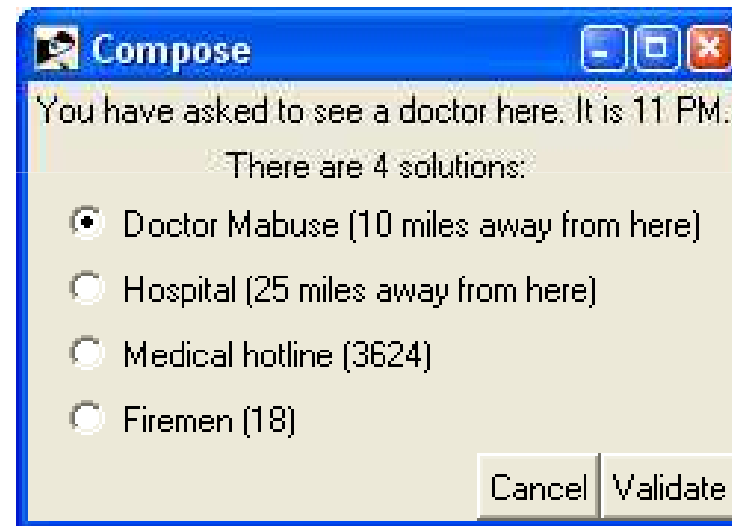 Compose
You have asked to see a doctor here. It is 11 PM.
There are 4 solutions:
Doctor Mabuse (10 miles away from here)
Hospital (25 miles away from here)
Medical hotline (3624)
Firemen (18)
Cancel Validate